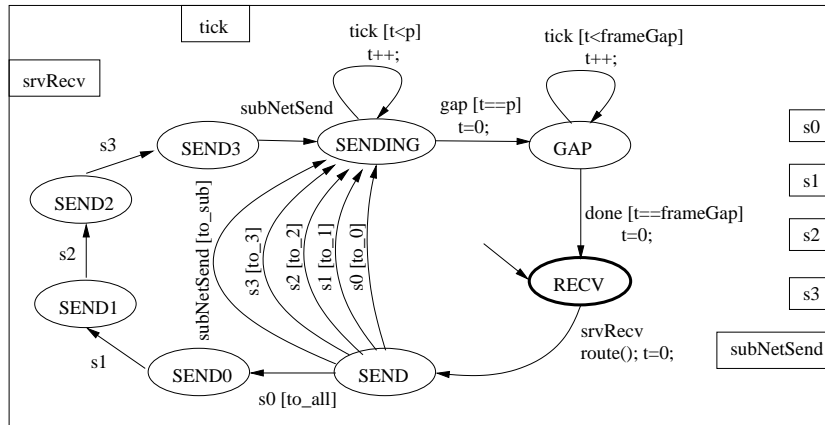 tick
srvRecv
tick [t<p]
t++;
tick [t<frameGap]
t++;
subNetSend
gap [t==p]
t=0;
s3
SEND3
SENDING
GAP
s0
s1
s2
s3
subNetSend
SEND2
s2
SEND1
s1
SEND0
s0 [to_all]
SEND
subNetSend [to_sub]
s3 [to_3]
s2 [to_2]
s1 [to_1]
s0 [to_0]
done [t==frameGap]
t=0;
RECV
srvRecv
route(); t=0;